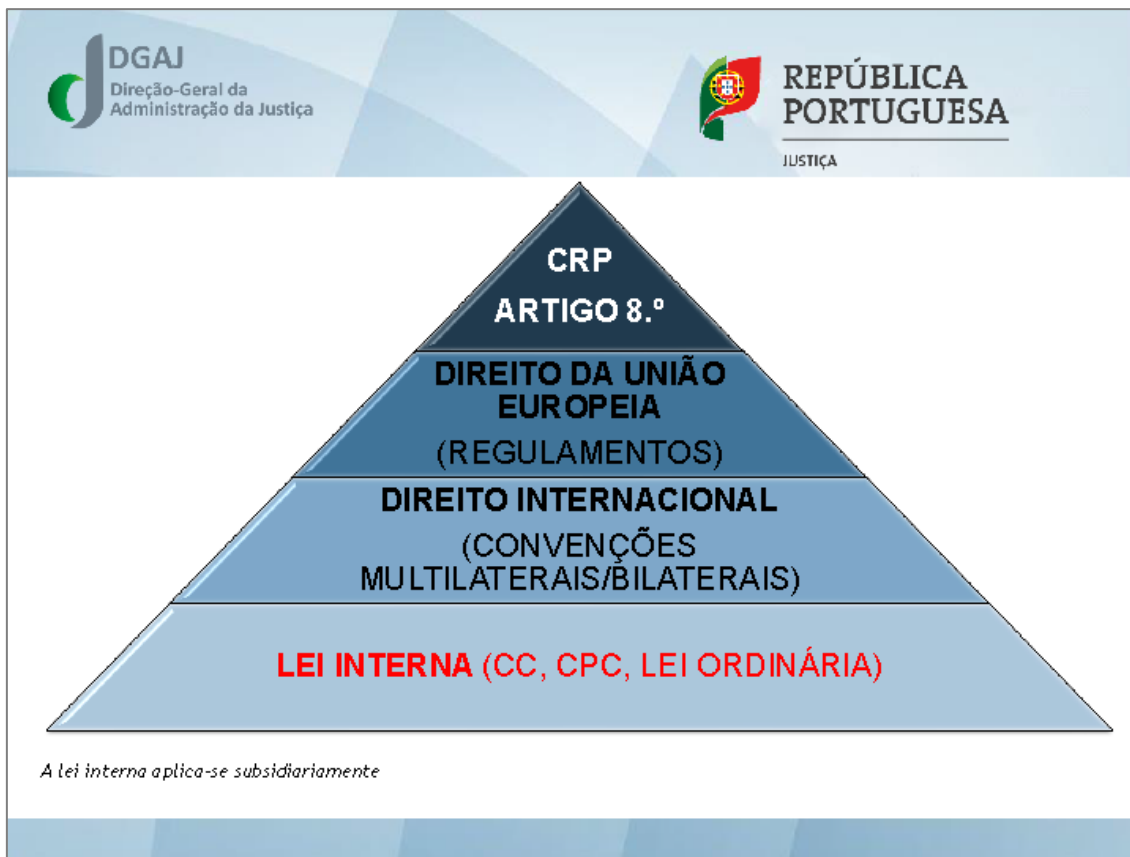 DGAJ
Direção-Geral da
Administração da Justiça
REPÚBLICA
PORTUGUESA
JUSTIÇA
CRP
ARTIGO 8.º
DIREITO DA UNIÃO
EUROPEIA
(REGULAMENTOS)
DIREITO INTERNACIONAL
(CONVENÇÕES
MULTILATERAIS/BILATERAIS)
LEI INTERNA (CC, CPC, LEI ORDINÁRIA)
A lei interna aplica-se subsidiariamente